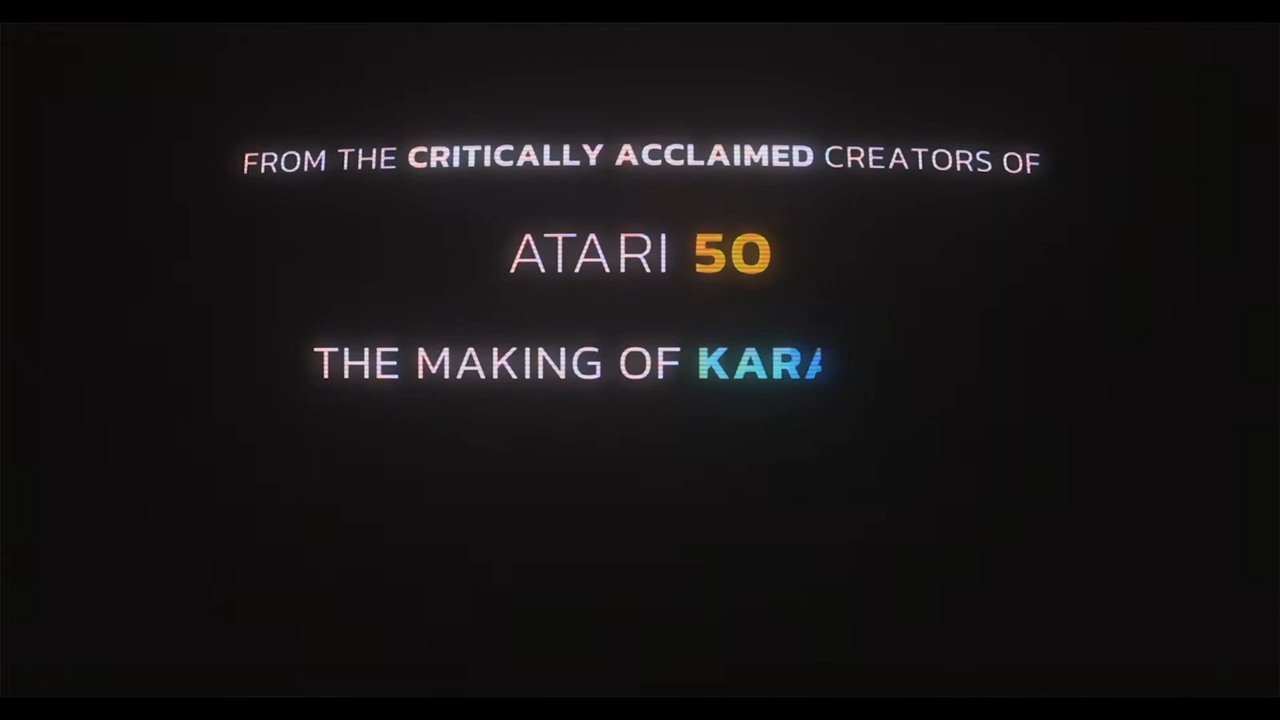 FROM THE CRITICALLY ACCLAIMED CREATORS OF
ATARI 50
THE MAKING OF KARA